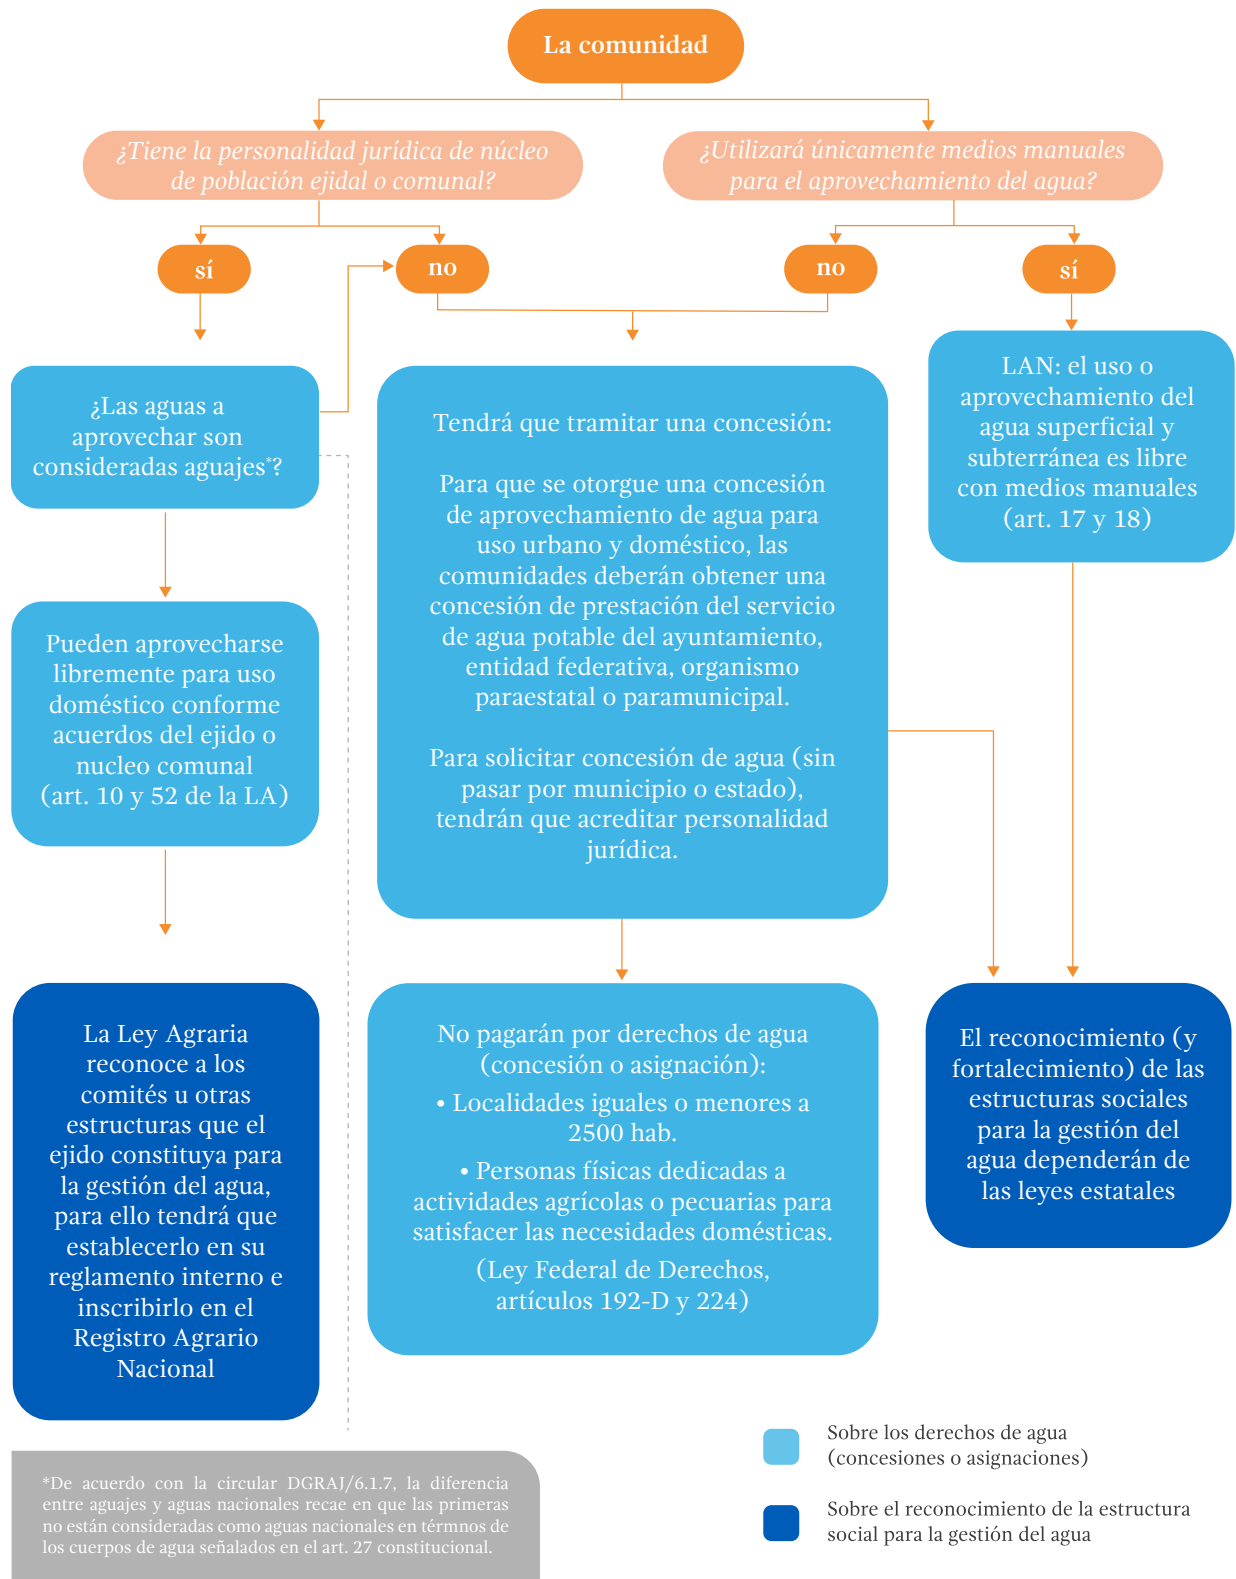 La comunidad
¿Tiene la personalidad jurídica de núcleo
de población ejidal o comunal?
¿Utilizará únicamente medios manuales
para el aprovechamiento del agua?
sí
no
no
sí
¿Las aguas a
aprovechar son
consideradas aguajes*?
Pueden aprovecharse
libremente para uso
doméstico conforme
acuerdos del ejido o
nucleo comunal
(art. 10 y 52 de la LA)
La Ley Agraria
reconoce a los
comités u otras
estructuras que el
ejido constituya para
la gestión del agua,
para ello tendrá que
establecerlo en su
reglamento interno e
inscribirlo en el
Registro Agrario
Nacional
Tendrá que tramitar una concesión:
Para que se otorgue una concesión
de aprovechamiento de agua para
uso urbano y doméstico, las
comunidades deberán obtener una
concesión de prestación del servicio
de agua potable del ayuntamiento,
entidad federativa, organismo
paraestatal o paramunicipal.
Para solicitar concesión de agua (sin
pasar por municipio o estado),
tendrán que acreditar personalidad
jurídica.
No pagarán por derechos de agua
(concesión o asignación):
• Localidades iguales o menores a
2500 hab.
• Personas físicas dedicadas a
actividades agrícolas o pecuarias para
satisfacer las necesidades domésticas.
(Ley Federal de Derechos,
artículos 192-D y 224)
LAN: el uso o
aprovechamiento del
agua superficial y
subterránea es libre
con medios manuales
(art. 17 y 18)
El reconocimiento (y
fortalecimiento) de las
estructuras sociales
para la gestión del
agua dependerán de
las leyes estatales
*De acuerdo con la circular DGRAJ/6.1.7, la diferencia
entre aguajes y aguas nacionales recae en que las primeras
no están consideradas como aguas nacionales en térmnos de
los cuerpos de agua señalados en el art. 27 constitucional.
Sobre los derechos de agua
(concesiones o asignaciones)
Sobre el reconocimiento de la estructura
social para la gestión del agua